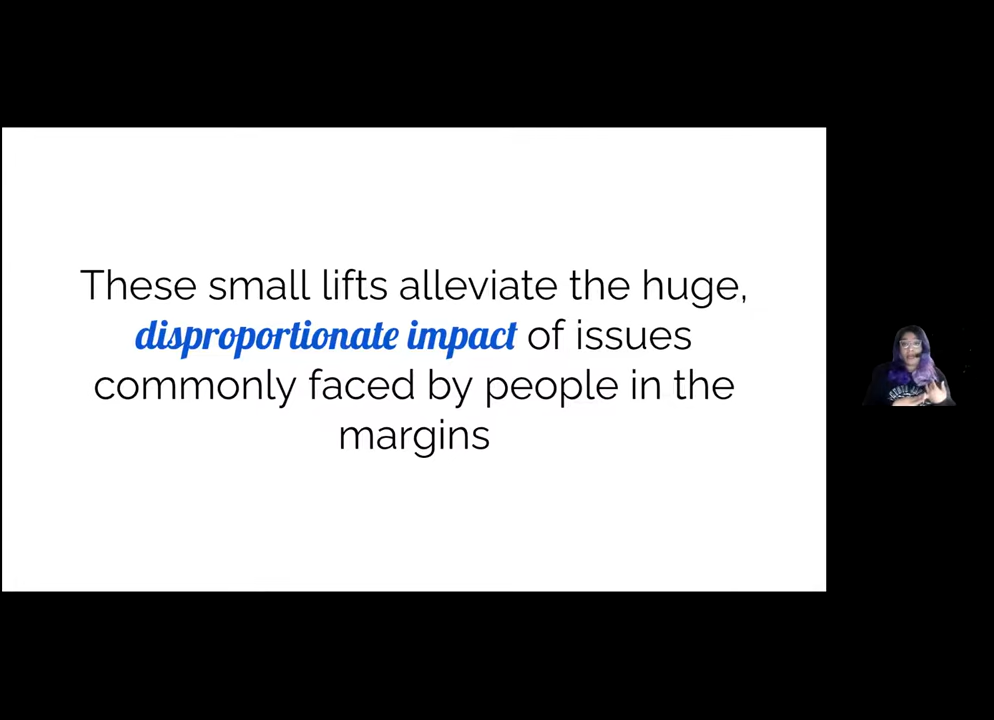 These small lifts alleviate the huge,
disproportionate impact of issues
commonly faced by people in the
margins